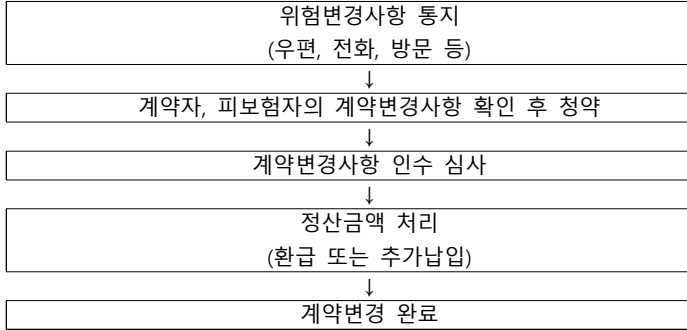 위험변경사항 통지
(우편, 전화, 방문 등)
↓
계약자, 피보험자의 계약변경사항 확인 후 청약
↓
계약변경사항 인수 심사
↓
정산금액 처리
(환급 또는 추가납입)
↓
계약변경 완료